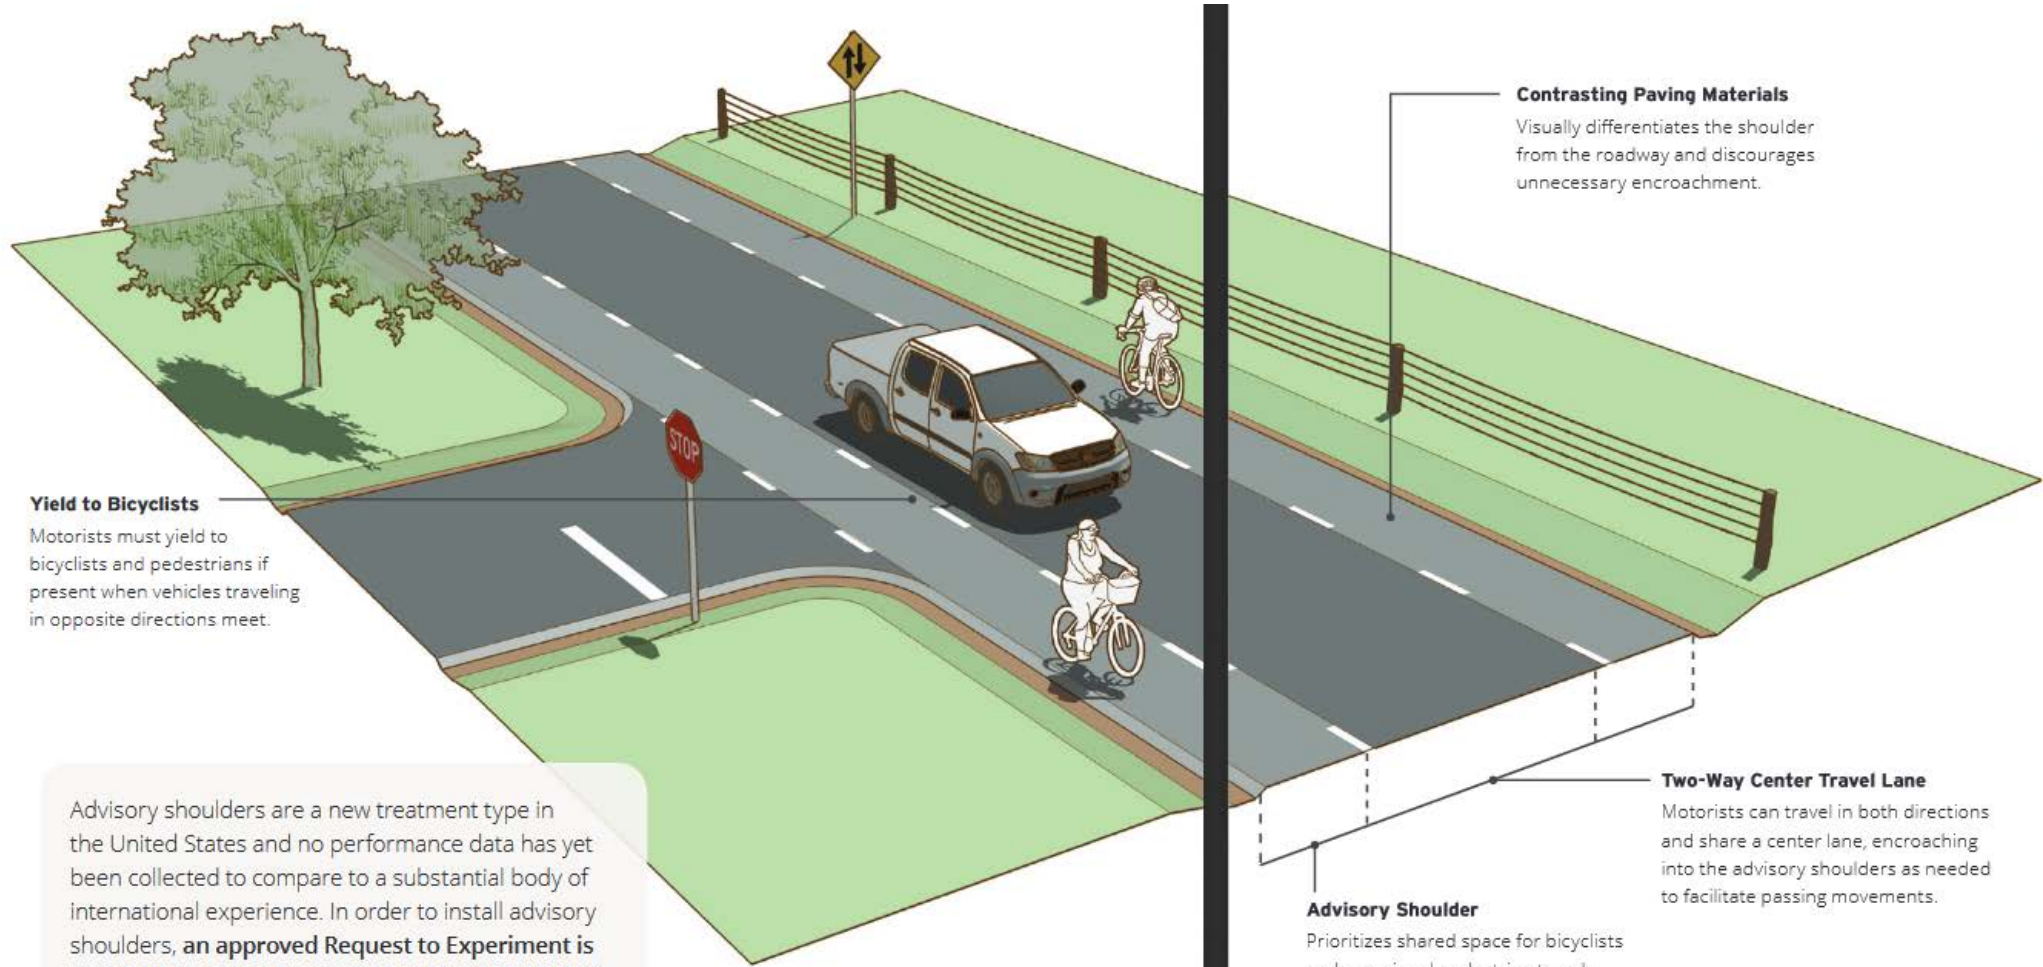 Contrasting Paving Materials
Visually differentiates the shoulder
from the roadway and discourages
unnecessary encroachment.
STOP
Yield to Bicyclists
Motorists must yield to
bicyclists and pedestrians if
present when vehicles traveling
in opposite directions meet.
Advisory shoulders are a new treatment type in
the United States and no performance data has yet
been collected to compare to a substantial body of
international experience. In order to install advisory
shoulders, an approved Request to Experiment is
Two-Way Center Travel Lane
Motorists can travel in both directions
and share a center lane, encroaching
into the advisory shoulders as needed
to facilitate passing movements.
Advisory Shoulder
Prioritizes shared space for bicyclists